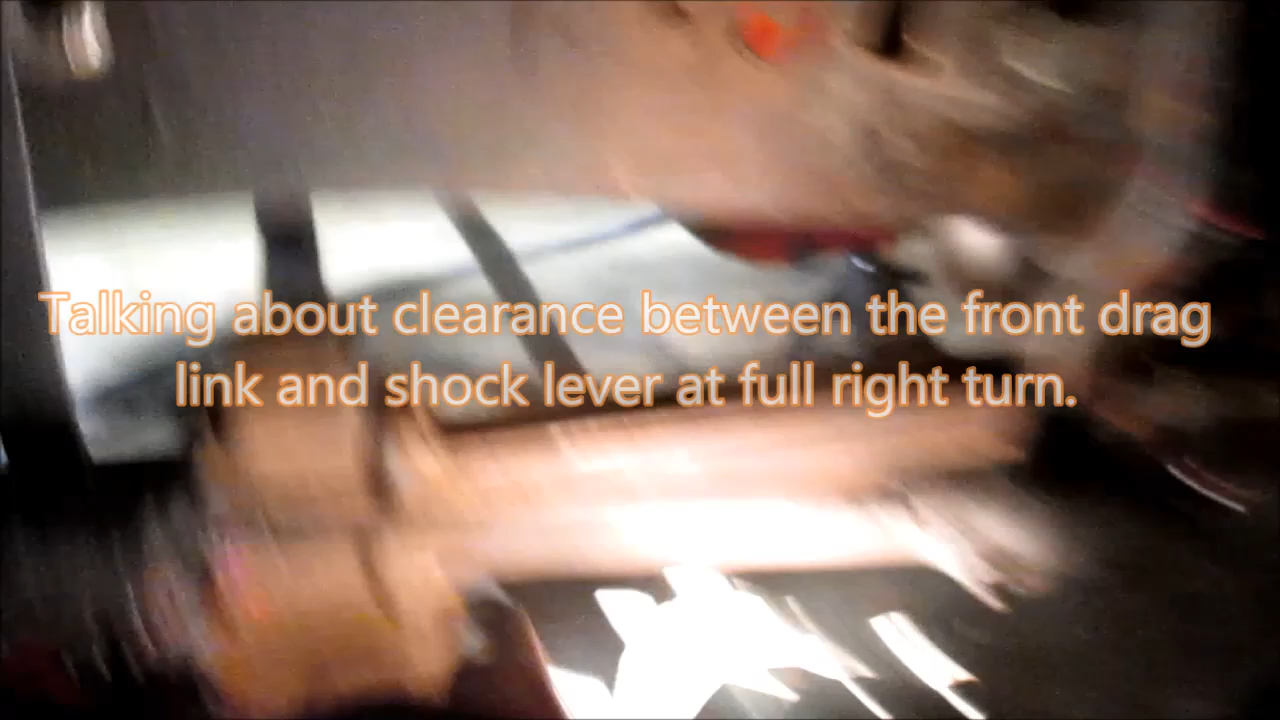 Talking about clearance between the front drag
link and shock lever at full right turn.